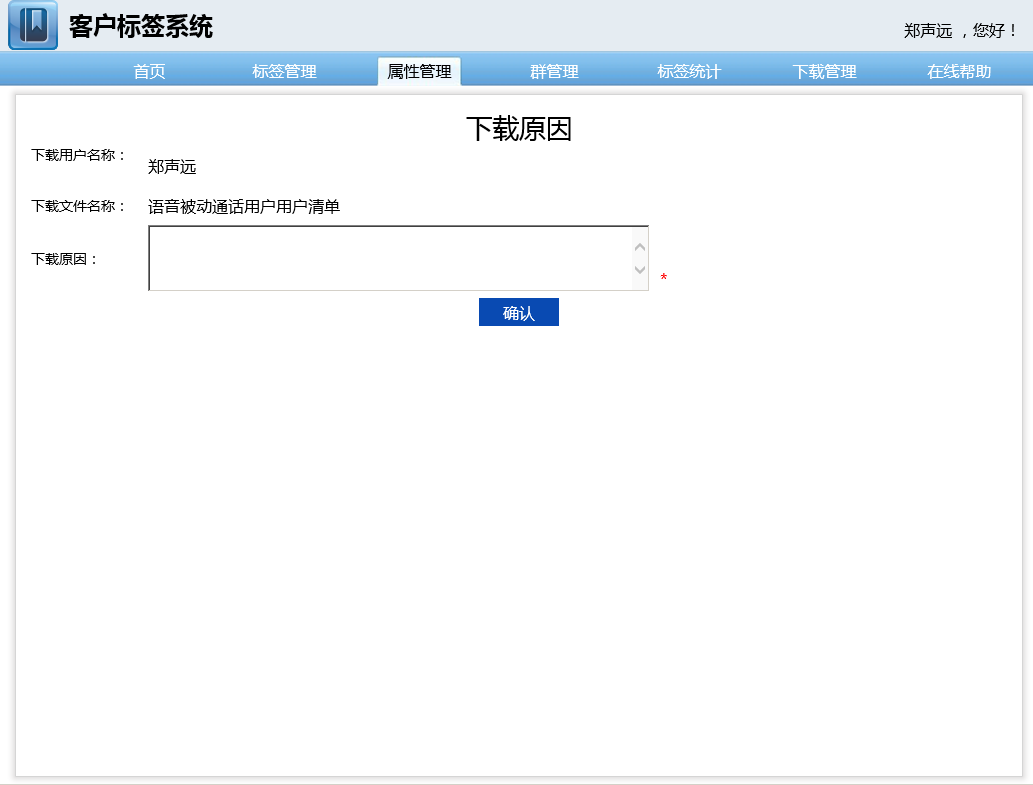 客户标签系统
郑声远 ，您好！
首页 标签管理 属性管理 群管理 标签统计 下载管理 在线帮助
下载原因
下载用户名称： 郑声远
下载文件名称： 语音被动通话用户用户清单
下载原因： *
确认